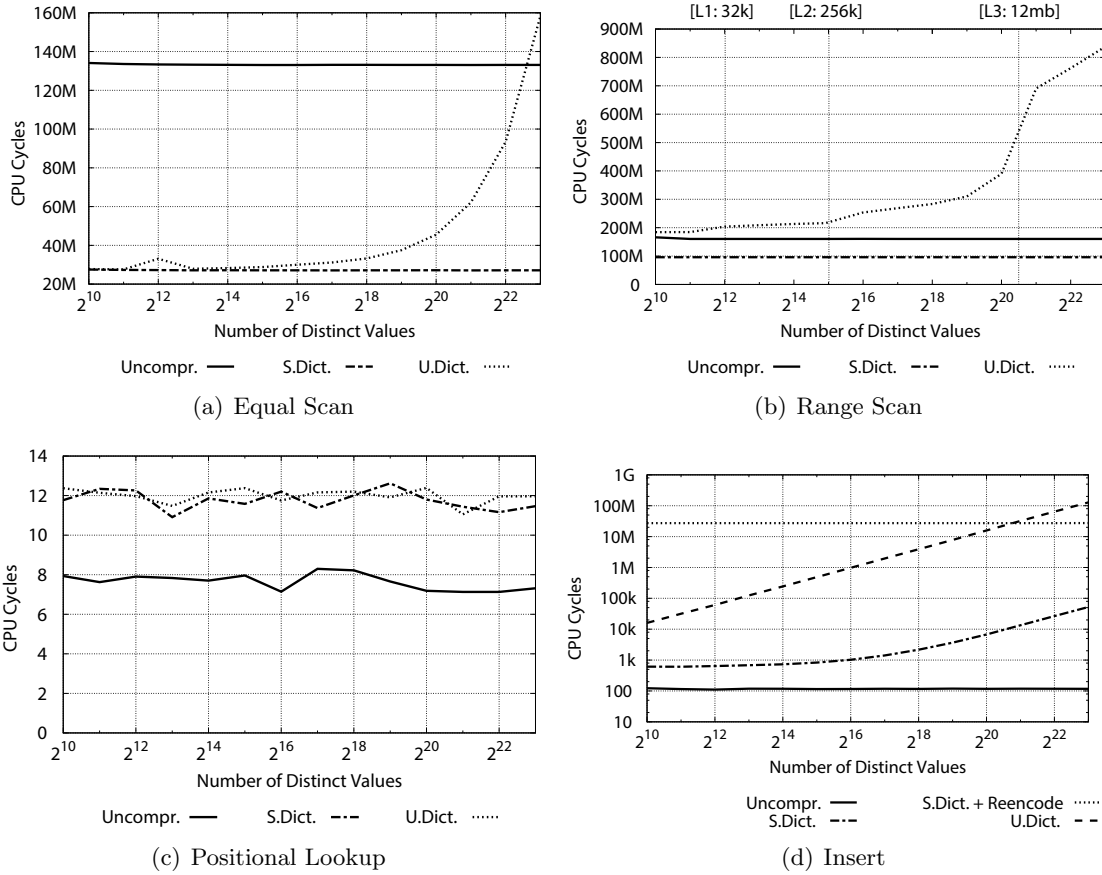 160M
140M
120M
100M
80M
60M
40M
20M
CPU Cycles
2^10 2^12 2^14 2^16 2^18 2^20 2^22
Number of Distinct Values
Uncompr. S.Dict. U.Dict.
(a) Equal Scan
[L1: 32k] [L2: 256k] [L3: 12mb]
900M
800M
700M
600M
500M
400M
300M
200M
100M
0
CPU Cycles
2^10 2^12 2^14 2^16 2^18 2^20 2^22
Number of Distinct Values
Uncompr. S.Dict. U.Dict.
(b) Range Scan
14
12
10
8
6
4
2
0
CPU Cycles
2^10 2^12 2^14 2^16 2^18 2^20 2^22
Number of Distinct Values
Uncompr. S.Dict. U.Dict.
(c) Positional Lookup
1G
100M
10M
1M
100k
10k
1k
100
10
CPU Cycles
2^10 2^12 2^14 2^16 2^18 2^20 2^22
Number of Distinct Values
Uncompr. S.Dict. + Reencode
S.Dict. U.Dict.
(d) Insert